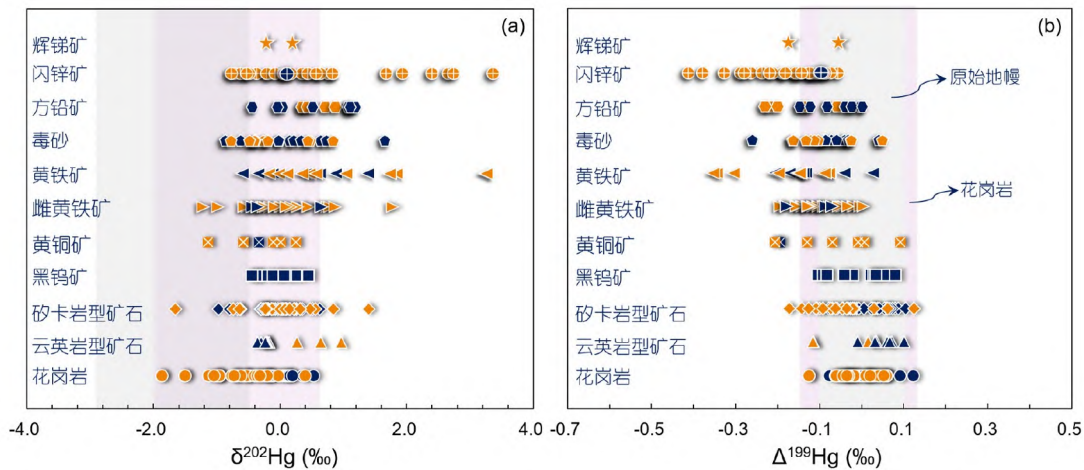 (a)
辉锑矿
闪锌矿
方铅矿
毒砂
黄铁矿
雌黄铁矿
黄铜矿
黑钨矿
矽卡岩型矿石
云英岩型矿石
花岗岩
-4.0
-2.0
0.0
2.0
4.0
δ²⁰²Hg (‰)
(b)
辉锑矿
闪锌矿
原始地幔
方铅矿
毒砂
黄铁矿
花岗岩
雌黄铁矿
黄铜矿
黑钨矿
矽卡岩型矿石
云英岩型矿石
花岗岩
-0.7
-0.5
-0.3
-0.1
0.1
0.3
0.5
Δ¹⁹⁹Hg (‰)